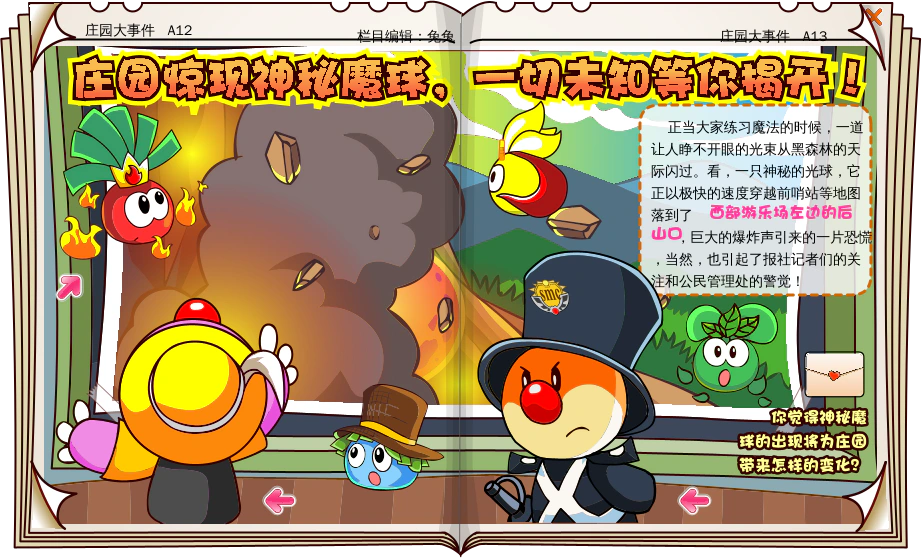 庄园大事件 A12
栏目编辑：兔兔
庄园大事件 A13
庄园惊现神秘魔球，一切未知等你揭开！
正当大家练习魔法的时候，一道
让人睁不开眼的光束从黑森林的天
际闪过。看，一只神秘的光球，它
正以极快的速度穿越前哨站等地图
落到了 西部游乐场左边的后
山口，巨大的爆炸声引来的一片恐慌
，当然，也引起了报社记者们的关
注和公民管理处的警觉！
smc
你觉得神秘魔
球的出现将为庄园
带来怎样的变化？